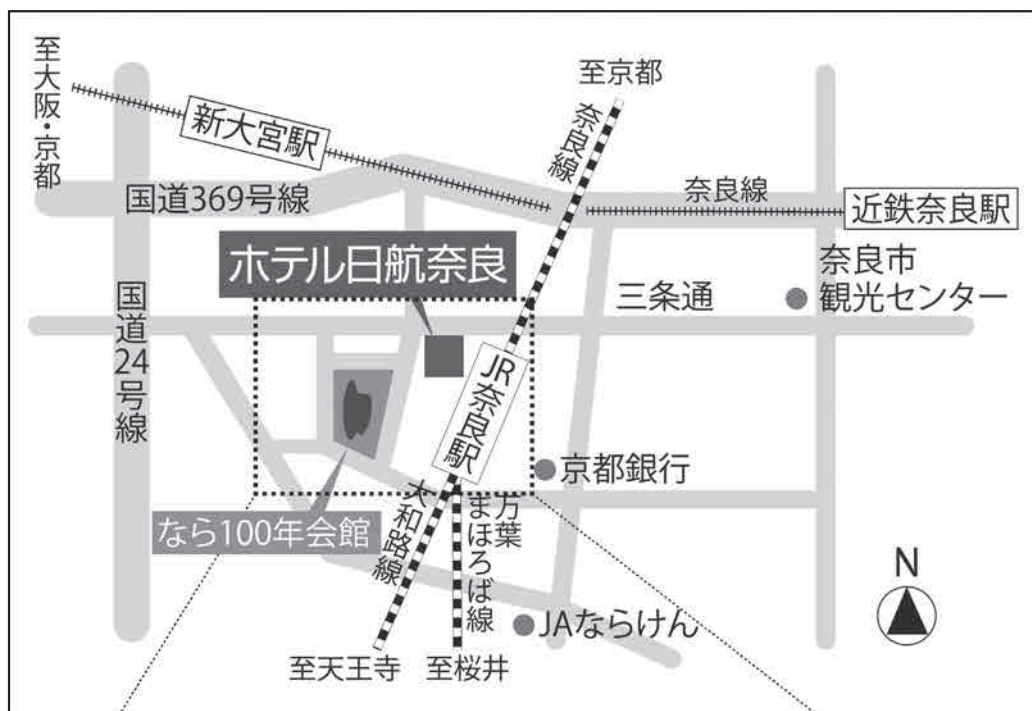 至大阪・京都
新大宮駅
至京都
奈良線
国道369号線
奈良線
近鉄奈良駅
ホテル日航奈良
奈良市
観光センター
三条通
国道24号線
JR奈良駅
京都銀行
なら100年会館
大和路線
万葉
まほろば線
JAならけん
N
至天王寺
至桜井